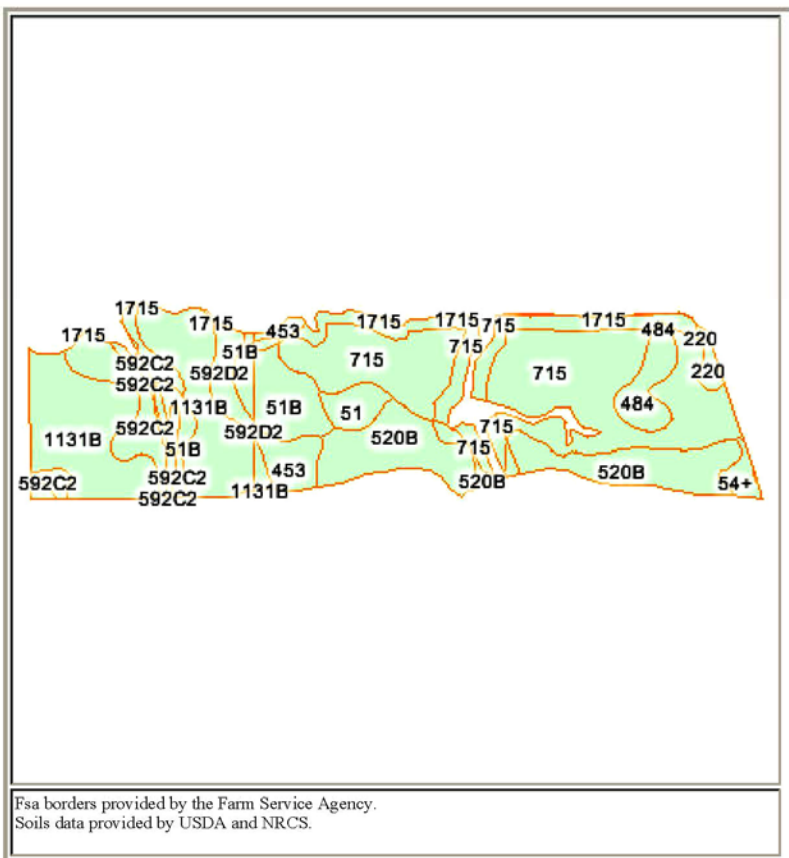 1715
1715
1715
453
1715
1715
715
1715
484
220
592C2
51B
715
715
592C2
592D2
715
220
1131B
51B
51
484
592C2
592D2
715
1131B
51B
520B
715
592C2
592C2
453
520B
520B
54+
592C2
1131B
Fsa borders provided by the Farm Service Agency.
Soils data provided by USDA and NRCS.